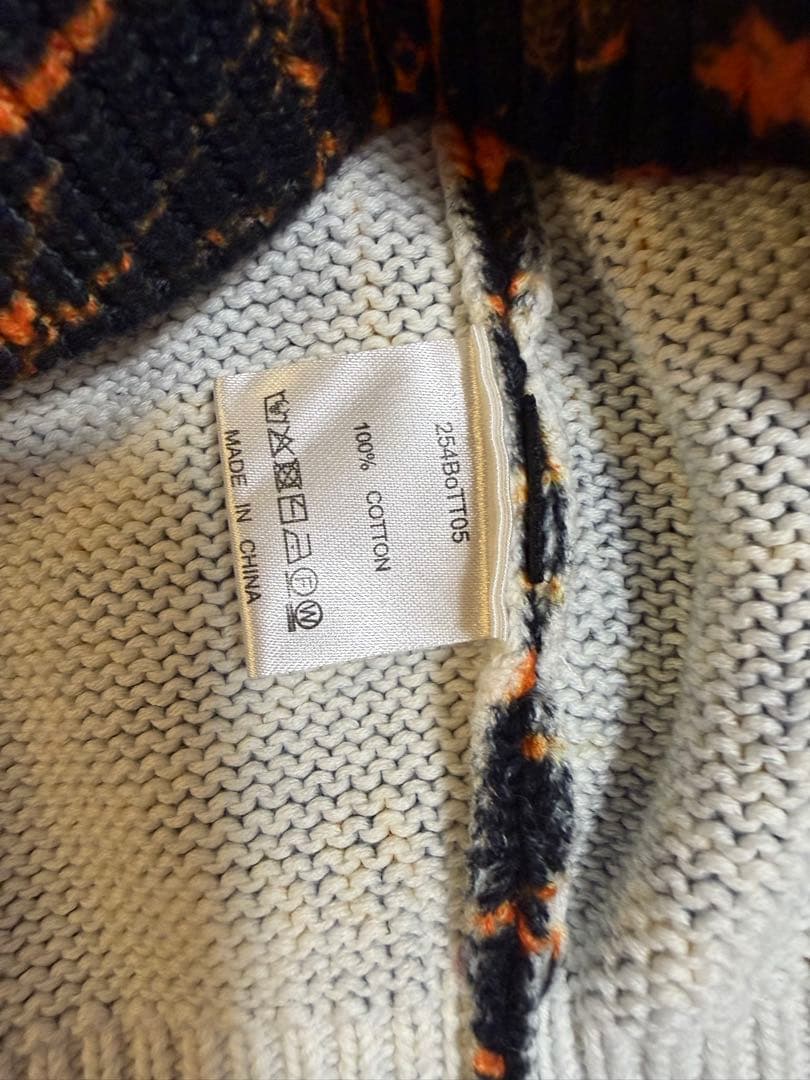 254BoTT05
100% COTTON
F W
MADE IN CHINA